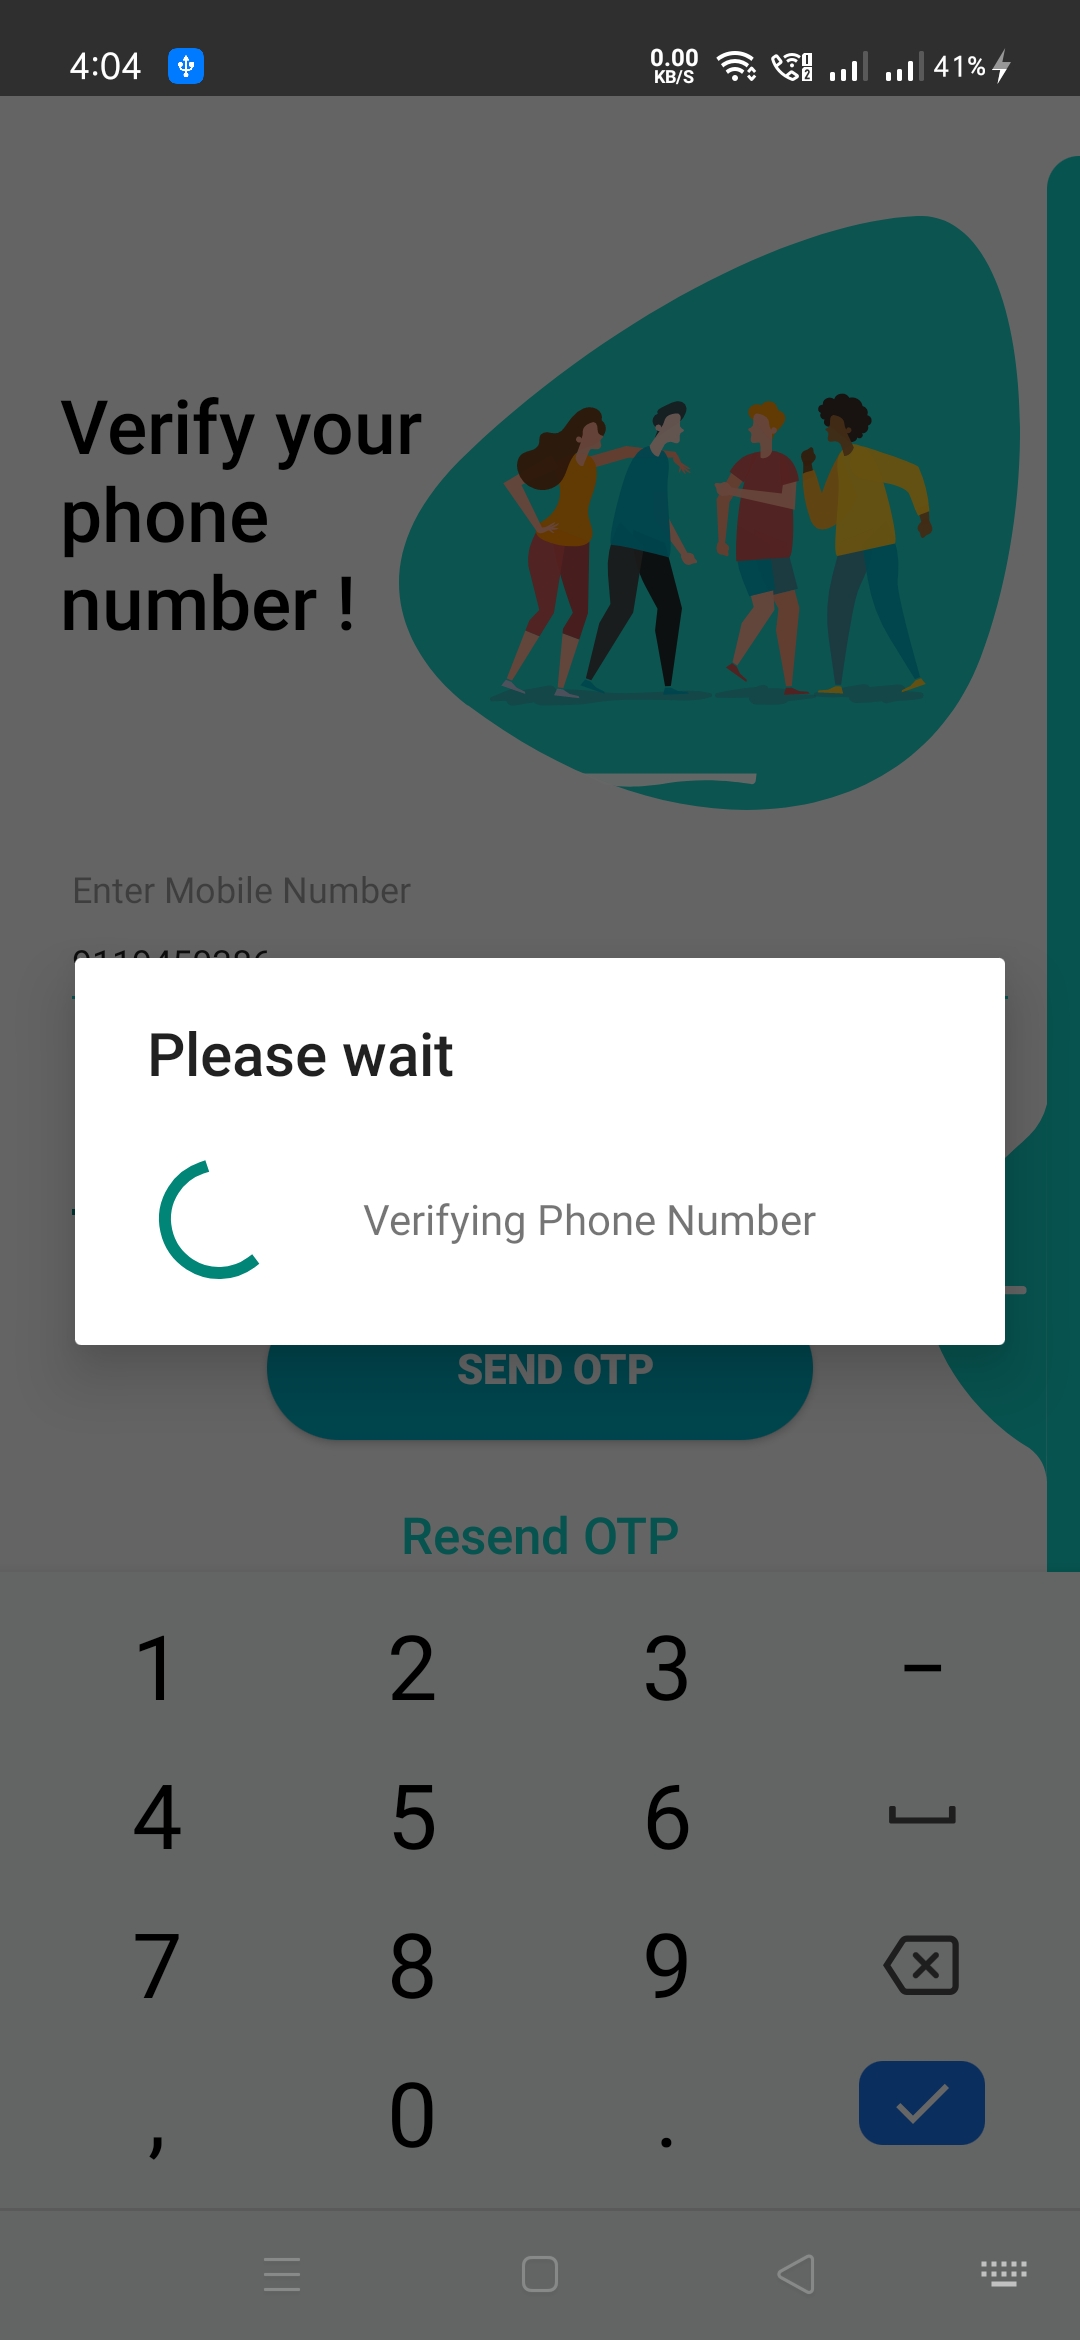 4:04
0.00
KB/S
41%
Verify your
phone
number !
Enter Mobile Number
Please wait
Verifying Phone Number
SEND OTP
Resend OTP
1 2 3 –
4 5 6
7 8 9
, 0 .